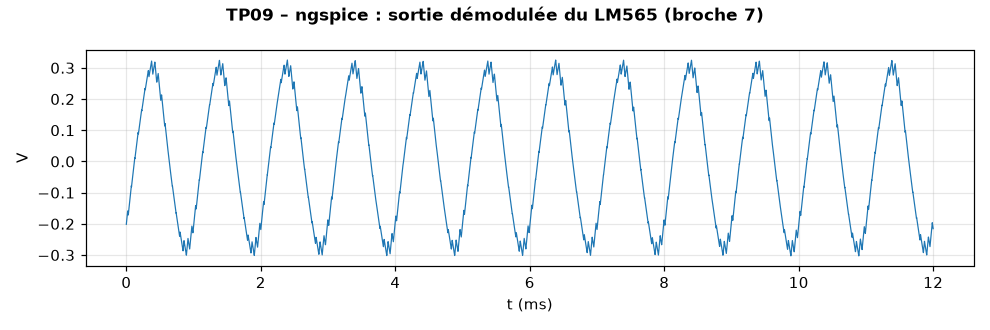 TP09 – ngspice : sortie démodulée du LM565 (broche 7)
0.3
0.2
0.1
0.0
−0.1
−0.2
−0.3
V
0 2 4 6 8 10 12
t (ms)